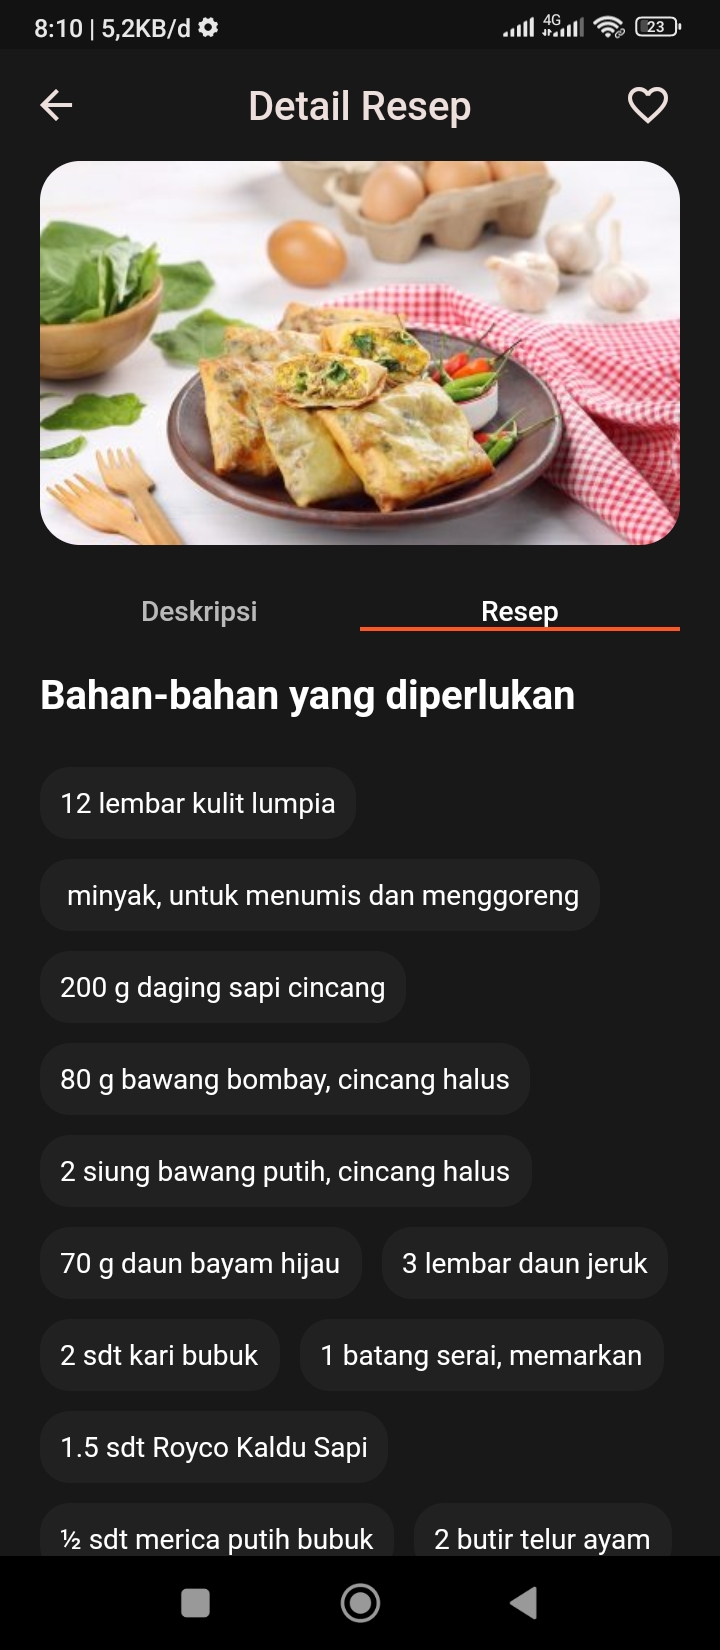 8:10 | 5,2KB/d
4G
23
Detail Resep
Deskripsi
Resep
Bahan-bahan yang diperlukan
12 lembar kulit lumpia
minyak, untuk menumis dan menggoreng
200 g daging sapi cincang
80 g bawang bombay, cincang halus
2 siung bawang putih, cincang halus
70 g daun bayam hijau
3 lembar daun jeruk
2 sdt kari bubuk
1 batang serai, memarkan
1.5 sdt Royco Kaldu Sapi
½ sdt merica putih bubuk
2 butir telur ayam